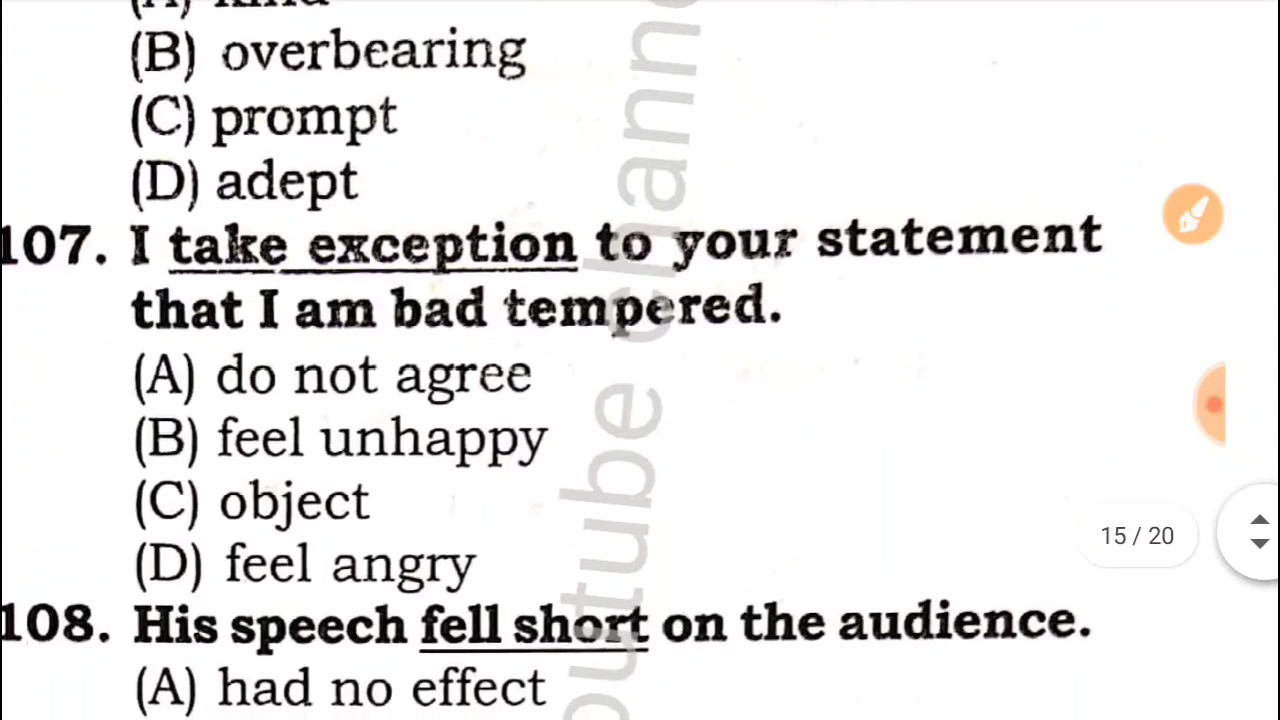 (A) kind
(B) overbearing
(C) prompt
(D) adept
107. I take exception to your statement
that I am bad tempered.
(A) do not agree
(B) feel unhappy
(C) object
(D) feel angry
15 / 20
108. His speech fell short on the audience.
(A) had no effect